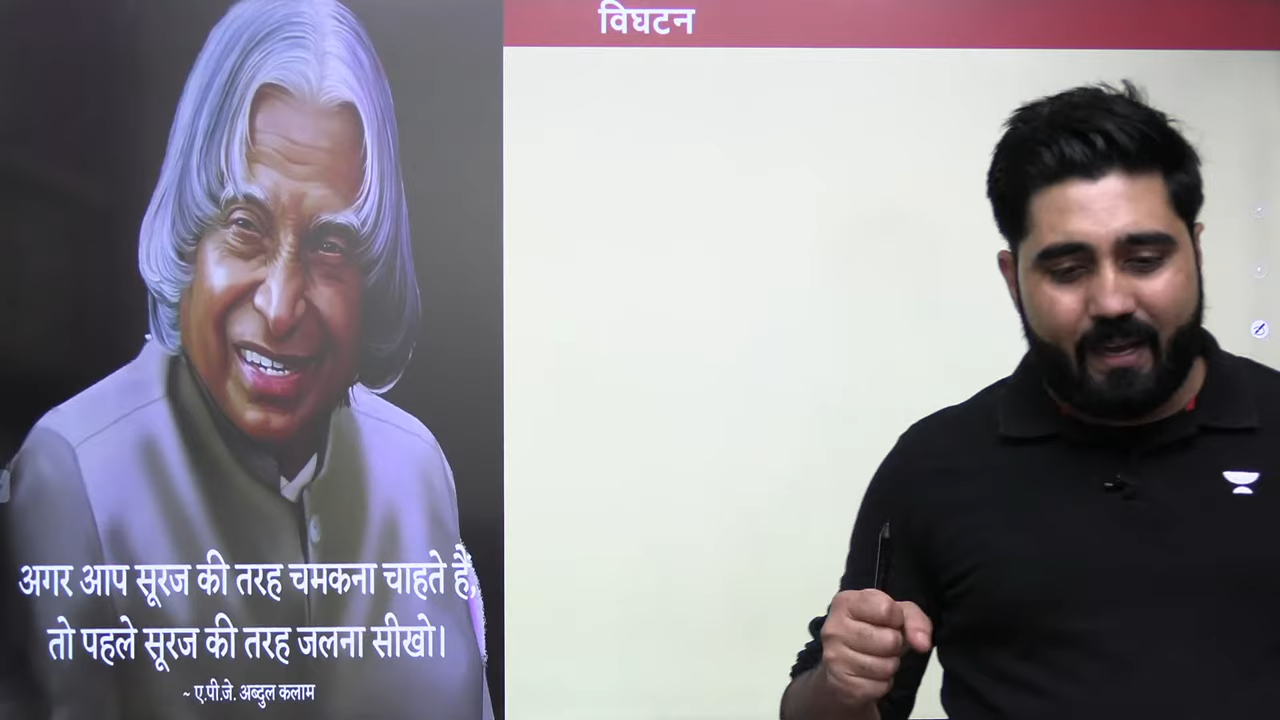 विघटन
अगर आप सूरज की तरह चमकना चाहते हैं,
तो पहले सूरज की तरह जलना सीखो।
~ ए.पी.जे. अब्दुल कलाम